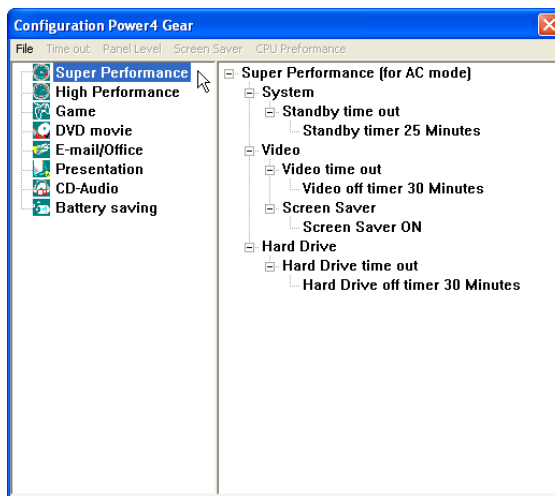 Configuration Power4 Gear
File Time out Panel Level Screen Saver CPU Preformance
Super Performance
High Performance
Game
DVD movie
E-mail/Office
Presentation
CD-Audio
Battery saving
Super Performance (for AC mode)
System
Standby time out
Standby timer 25 Minutes
Video
Video time out
Video off timer 30 Minutes
Screen Saver
Screen Saver ON
Hard Drive
Hard Drive time out
Hard Drive off timer 30 Minutes